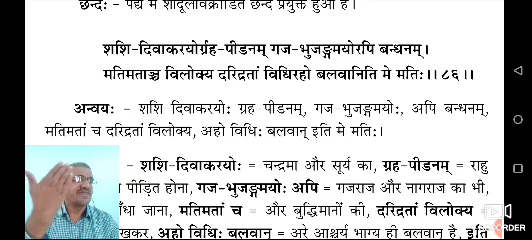 छन्दः - पद्य में शार्दूलविक्रीडित छन्द प्रयुक्त हुआ है।
शशि-दिवाकरयोर्ग्रह-पीडनम् गज-भुजङ्गमयोरपि बन्धनम्।
मतिमताञ्च विलोक्य दरिद्रतां विधिरहो बलवानिति मे मतिः।। ८६ ।।
अन्वयः - शशि दिवाकरयोः ग्रह पीडनम्, गज भुजङ्गमयोः, अपि बन्धनम्,
मतिमतां च दरिद्रतां विलोक्य, अहो विधिः बलवान् इति मे मतिः।
- शशि-दिवाकरयोः = चन्द्रमा और सूर्य का, ग्रह-पीडनम् = राहु
पीड़ित होना, गज-भुजङ्गमयोः अपि = गजराज और नागराज का भी,
जाना, मतिमतां च = और बुद्धिमानों की, दरिद्रतां विलोक्य =
अहो विधिः बलवान् = अरे आश्चर्य भाग्य ही बलवान है, इति
RECORDER